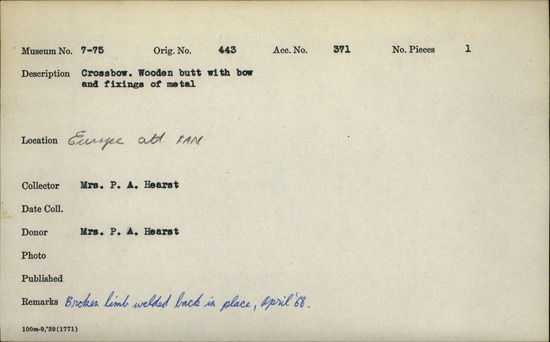 Museum No. 7-75 Orig. No. 443 Acc. No. 371 No. Pieces 1
Description Crossbow. Wooden butt with bow
and fixings of metal
Location Europe
Collector Mrs. P. A. Hearst
Date Coll.
Donor Mrs. P. A. Hearst
Photo
Published
Remarks Broken limb welded back in place, April '68.
100m-9,'39(1771)